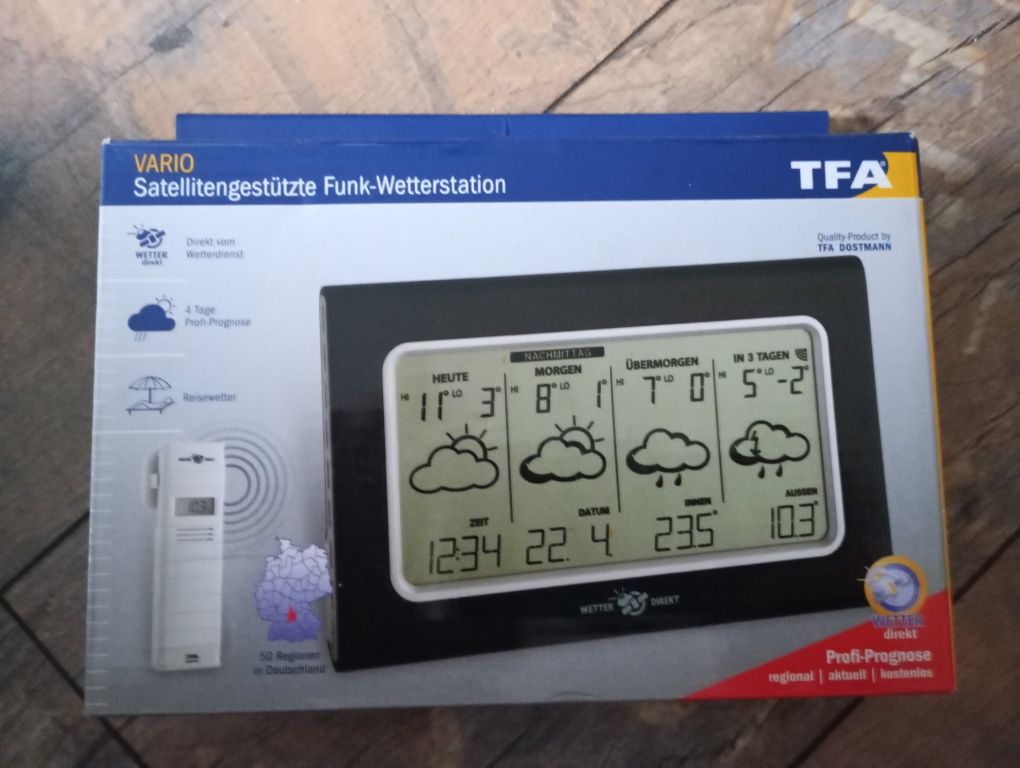 VARIO
Satellitengestützte Funk-Wetterstation
TFA
WETTER
direkt
Direkt vom
Wetterdienst
Quality-Product by
TFA DOSTMANN
4 Tage
Profi-Prognose
Reisewetter
NACHMITTAG
HEUTE
MORGEN
ÜBERMORGEN
IN 3 TAGEN
HI 11° LO 3°
HI 8° LO 1°
HI 7° LO 0°
HI 5° LO -2°
ZEIT
DATUM
INNEN
AUSSEN
12:34
22. 4.
23.5°
10.3°
WETTER DIREKT
10.3
TFA
50 Regionen
in Deutschland
WETTER
direkt
Profi-Prognose
regional | aktuell | kostenlos